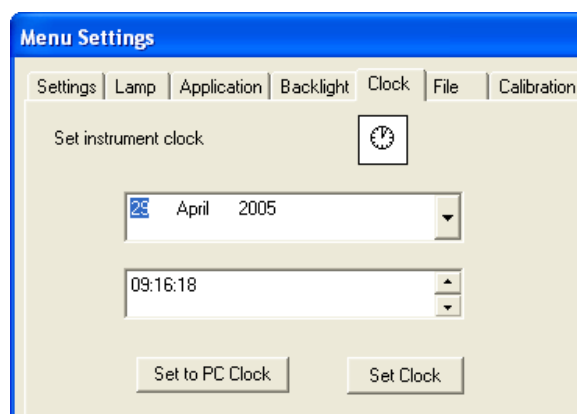 Menu Settings
Settings Lamp Application Backlight Clock File Calibration
Set instrument clock
29 April 2005
09:16:18
Set to PC Clock Set Clock